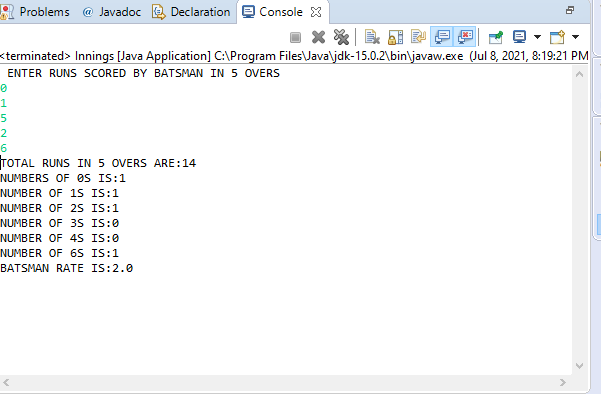 Problems @ Javadoc Declaration Console
<terminated> Innings [Java Application] C:\Program Files\Java\jdk-15.0.2\bin\javaw.exe (Jul 8, 2021, 8:19:21 PM
ENTER RUNS SCORED BY BATSMAN IN 5 OVERS
0
1
5
2
6
TOTAL RUNS IN 5 OVERS ARE:14
NUMBERS OF 0S IS:1
NUMBER OF 1S IS:1
NUMBER OF 2S IS:1
NUMBER OF 3S IS:0
NUMBER OF 4S IS:0
NUMBER OF 6S IS:1
BATSMAN RATE IS:2.0